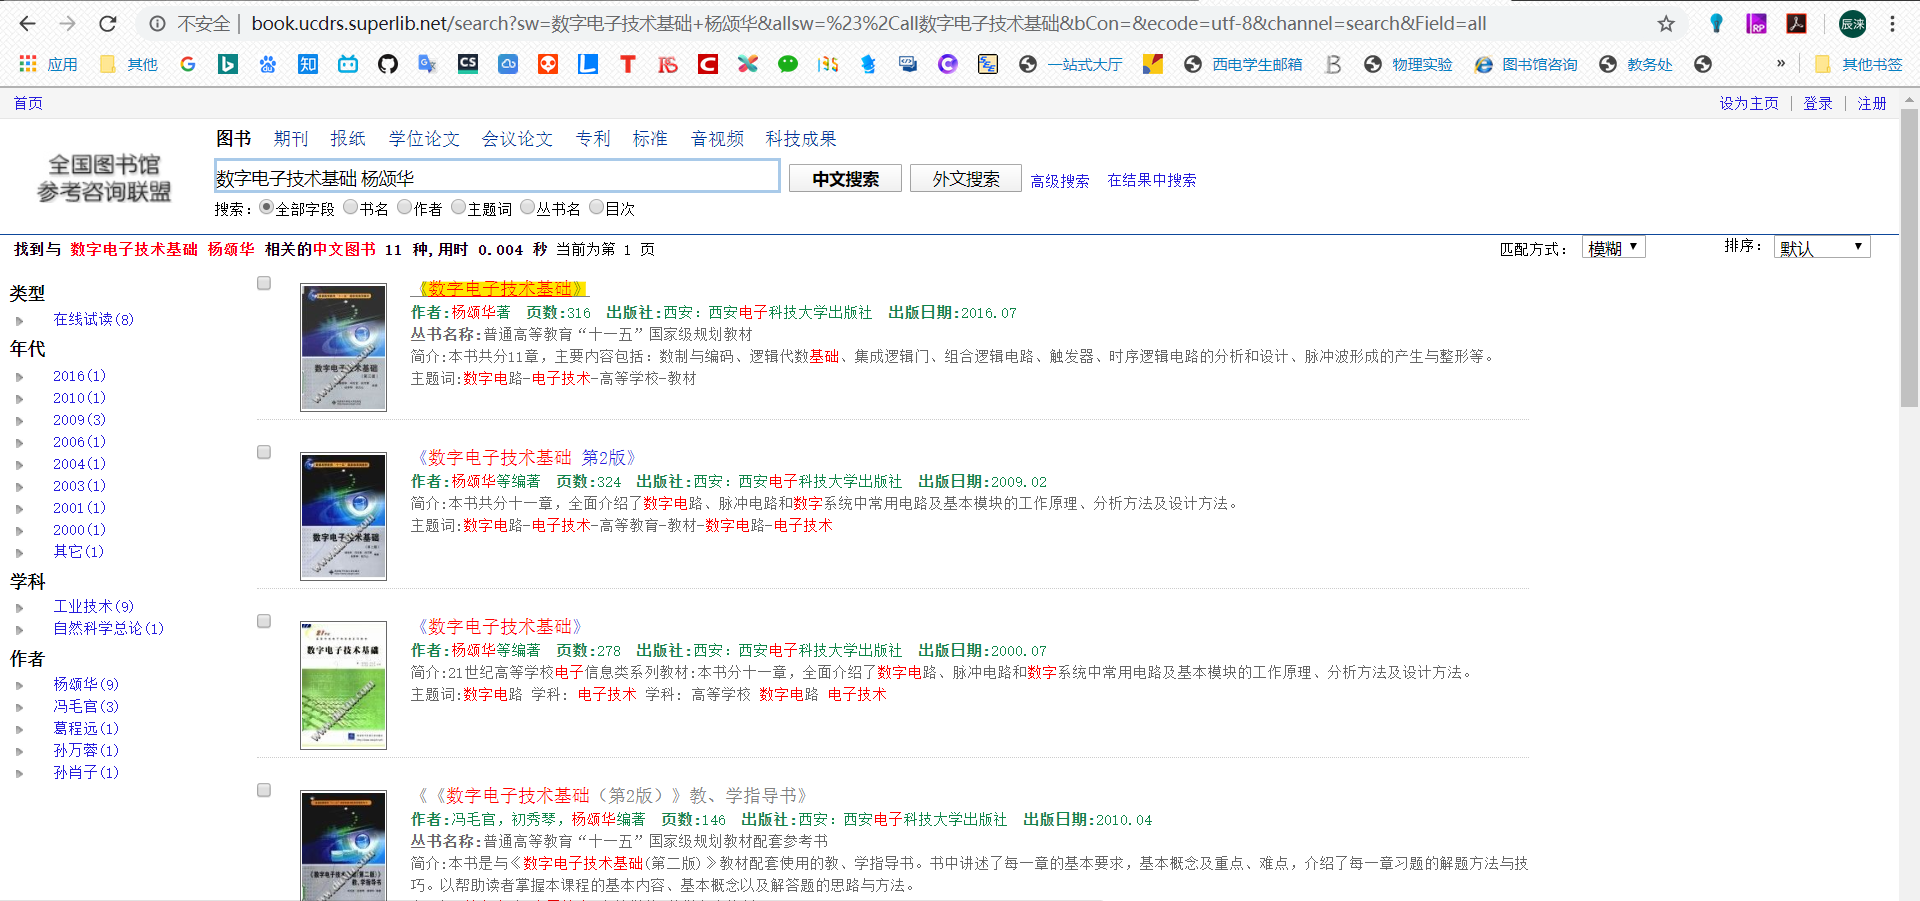 不安全 | book.ucdrs.superlib.net/search?sw=数字电子技术基础+杨颂华&allsw=%23%2Call数字电子技术基础&bCon=&ecode=utf-8&channel=search&Field=all
辰涞
应用 其他 一站式大厅 西电学生邮箱 物理实验 图书馆咨询 教务处 » 其他书签
首页 设为主页 | 登录 | 注册
图书 期刊 报纸 学位论文 会议论文 专利 标准 音视频 科技成果
全国图书馆
参考咨询联盟
数字电子技术基础 杨颂华 中文搜索 外文搜索 高级搜索 在结果中搜索
搜索: 全部字段 书名 作者 主题词 丛书名 目次
找到与 数字电子技术基础 杨颂华 相关的中文图书 11 种,用时 0.004 秒 当前为第 1 页
匹配方式: 模糊 排序: 默认
类型
在线试读(8)
年代
2016(1)
2010(1)
2009(3)
2006(1)
2004(1)
2003(1)
2001(1)
2000(1)
其它(1)
学科
工业技术(9)
自然科学总论(1)
作者
杨颂华(9)
冯毛官(3)
葛程远(1)
孙万蓉(1)
孙肖子(1)
《数字电子技术基础》
作者:杨颂华著 页数:316 出版社:西安: 西安电子科技大学出版社 出版日期:2016.07
丛书名称:普通高等教育“十一五”国家级规划教材
简介:本书共分11章，主要内容包括：数制与编码、逻辑代数基础、集成逻辑门、组合逻辑电路、触发器、时序逻辑电路的分析和设计、脉冲波形成的产生与整形等。
主题词:数字电路-电子技术-高等学校-教材
数字电子技术基础
《数字电子技术基础 第2版》
作者:杨颂华等编著 页数:324 出版社:西安: 西安电子科技大学出版社 出版日期:2009.02
简介:本书共分十一章，全面介绍了数字电路、脉冲电路和数字系统中常用电路及基本模块的工作原理、分析方法及设计方法。
主题词:数字电路-电子技术-高等教育-教材-数字电路-电子技术
数字电子技术基础
《数字电子技术基础》
作者:杨颂华等编著 页数:278 出版社:西安: 西安电子科技大学出版社 出版日期:2000.07
简介:21世纪高等学校电子信息类系列教材:本书分十一章，全面介绍了数字电路、脉冲电路和数字系统中常用电路及基本模块的工作原理、分析方法及设计方法。
主题词:数字电路 学科: 电子技术 学科: 高等学校 数字电路 电子技术
数字电子技术基础
《《数字电子技术基础（第2版）》教、学指导书》
作者:冯毛官, 初秀琴, 杨颂华编著 页数:146 出版社:西安: 西安电子科技大学出版社 出版日期:2010.04
丛书名称:普通高等教育“十一五”国家级规划教材配套参考书
简介:本书是与《数字电子技术基础(第二版)》教材配套使用的教、学指导书。书中讲述了每一章的基本要求，基本概念及重点、难点，介绍了每一章习题的解题方法与技
巧。以帮助读者掌握本课程的基本内容、基本概念以及解答题的思路与方法。